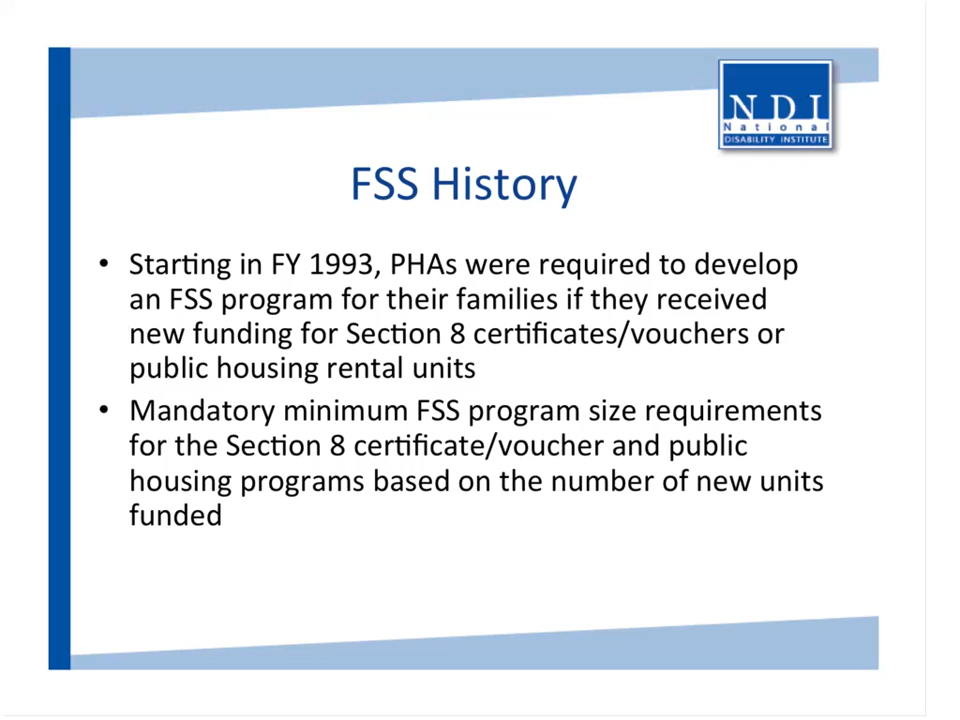 NDI
National
DISABILITY INSTITUTE
FSS History
• Starting in FY 1993, PHAs were required to develop
an FSS program for their families if they received
new funding for Section 8 certificates/vouchers or
public housing rental units
• Mandatory minimum FSS program size requirements
for the Section 8 certificate/voucher and public
housing programs based on the number of new units
funded